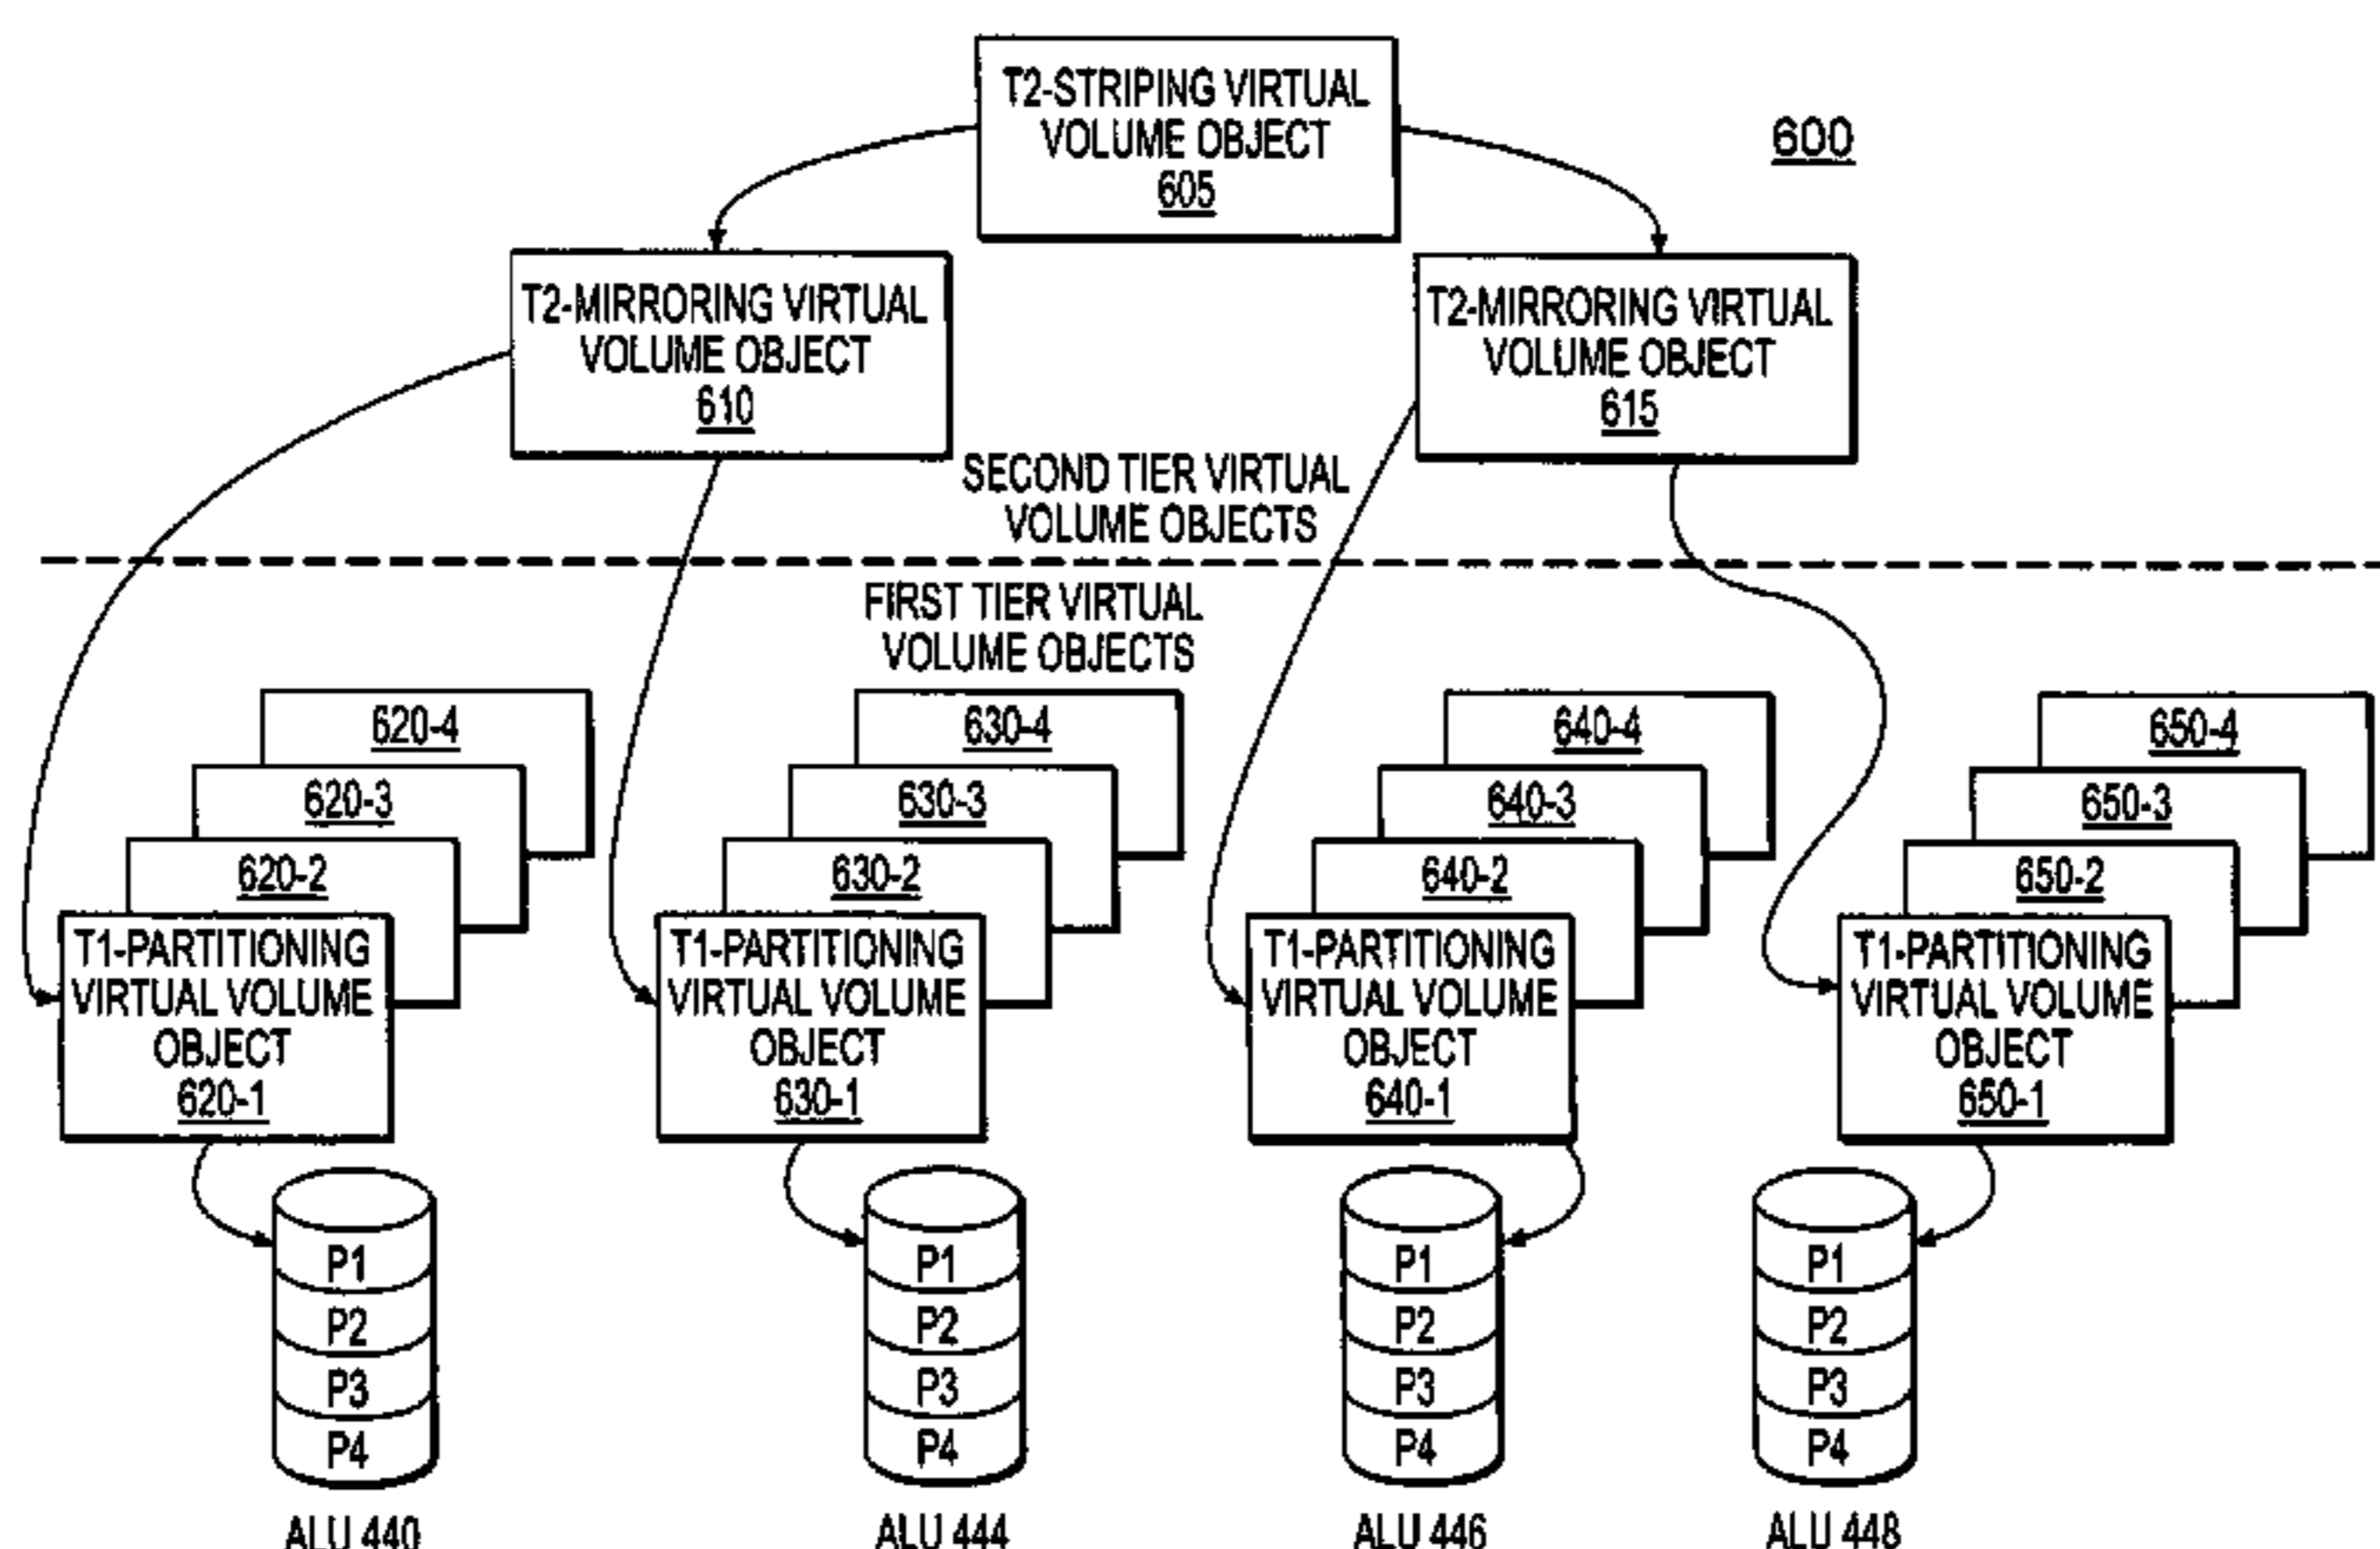 T2-STRIPING VIRTUAL
VOLUME OBJECT
605
600
T2-MIRRORING VIRTUAL
VOLUME OBJECT
610
T2-MIRRORING VIRTUAL
VOLUME OBJECT
615
SECOND TIER VIRTUAL
VOLUME OBJECTS
FIRST TIER VIRTUAL
VOLUME OBJECTS
620-4
620-3
620-2
T1-PARTITIONING
VIRTUAL VOLUME
OBJECT
620-1
630-4
630-3
630-2
T1-PARTITIONING
VIRTUAL VOLUME
OBJECT
630-1
640-4
640-3
640-2
T1-PARTITIONING
VIRTUAL VOLUME
OBJECT
640-1
650-4
650-3
650-2
T1-PARTITIONING
VIRTUAL VOLUME
OBJECT
650-1
P1
P2
P3
P4
ALU 440
P1
P2
P3
P4
ALU 444
P1
P2
P3
P4
ALU 446
P1
P2
P3
P4
ALU 448